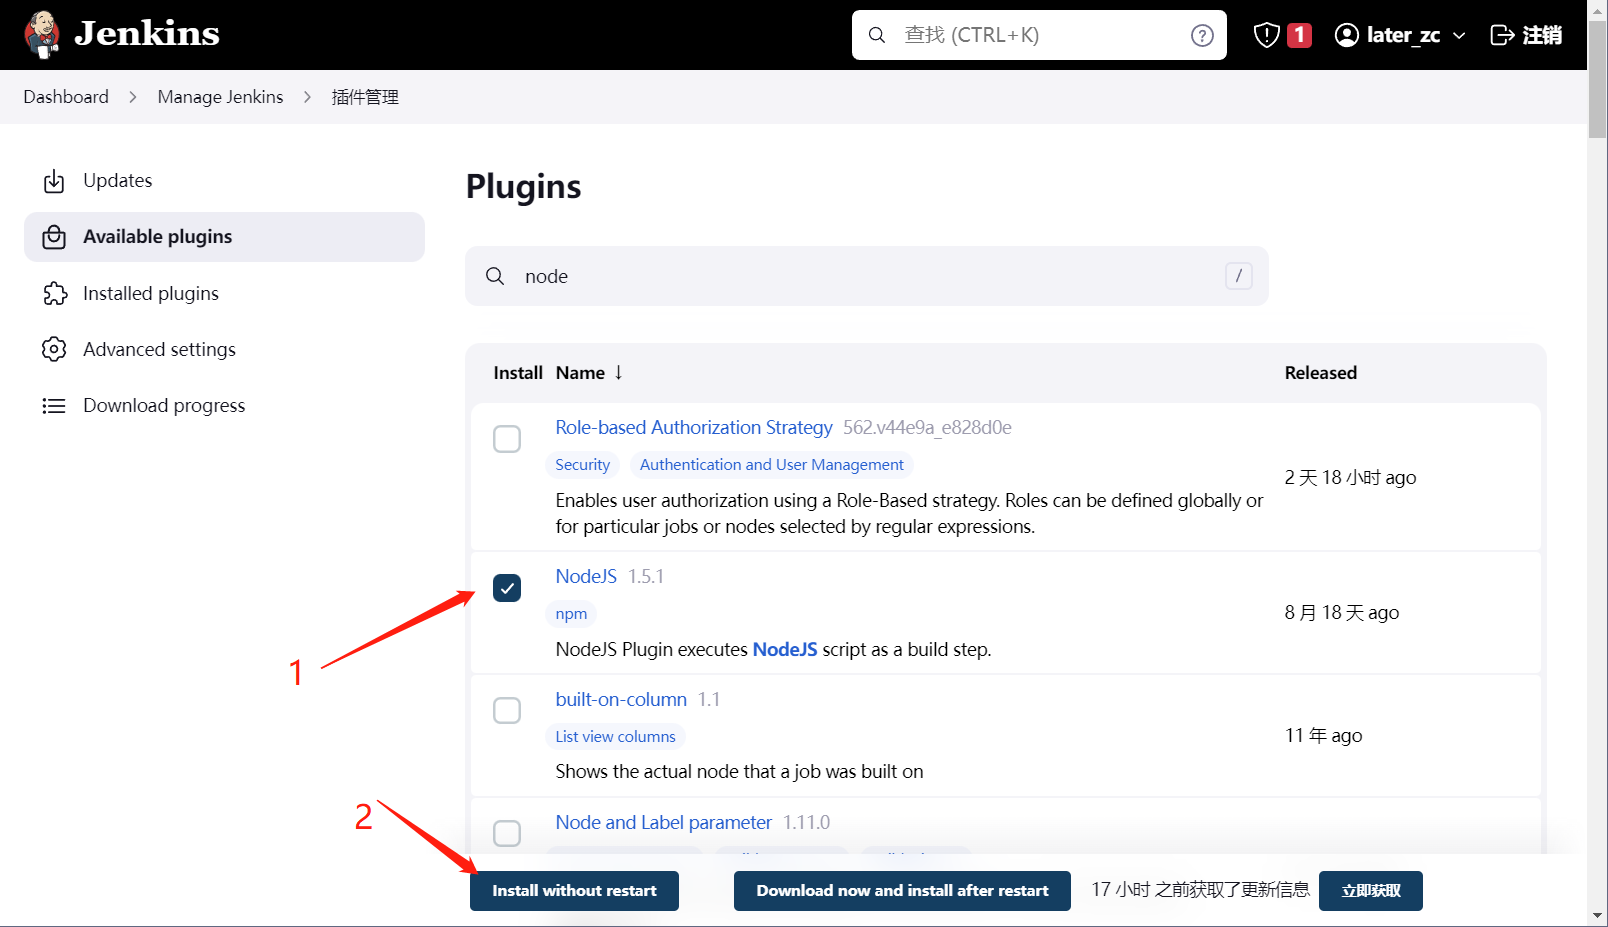 Jenkins
查找 (CTRL+K)
?
1
later_zc
注销
Dashboard
Manage Jenkins
插件管理
Updates
Available plugins
Installed plugins
Advanced settings
Download progress
Plugins
node
/
Install Name ↓ Released
Role-based Authorization Strategy 562.v44e9a_e828d0e
Security Authentication and User Management
2 天 18 小时 ago
Enables user authorization using a Role-Based strategy. Roles can be defined globally or
for particular jobs or nodes selected by regular expressions.
NodeJS 1.5.1
npm
8 月 18 天 ago
NodeJS Plugin executes NodeJS script as a build step.
1
built-on-column 1.1
List view columns
11 年 ago
Shows the actual node that a job was built on
2
Node and Label parameter 1.11.0
Install without restart
Download now and install after restart
17 小时 之前获取了更新信息
立即获取